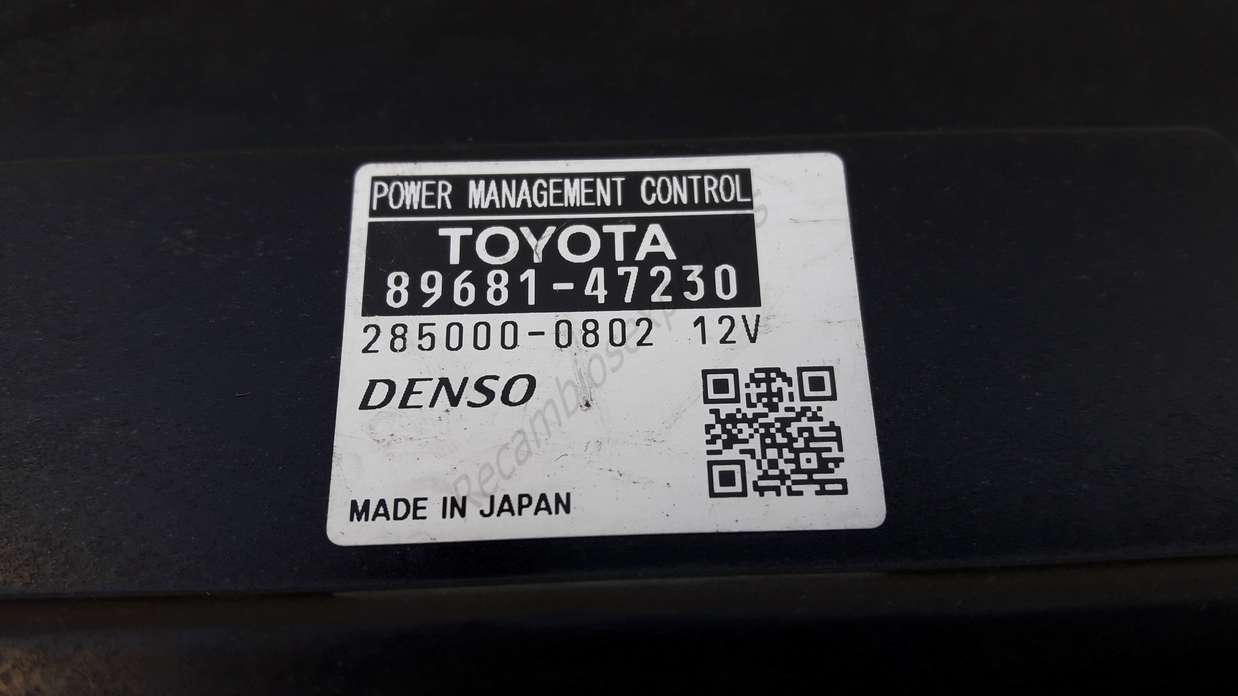 POWER MANAGEMENT CONTROL
TOYOTA
89681-47230
285000-0802 12V
DENSO
MADE IN JAPAN